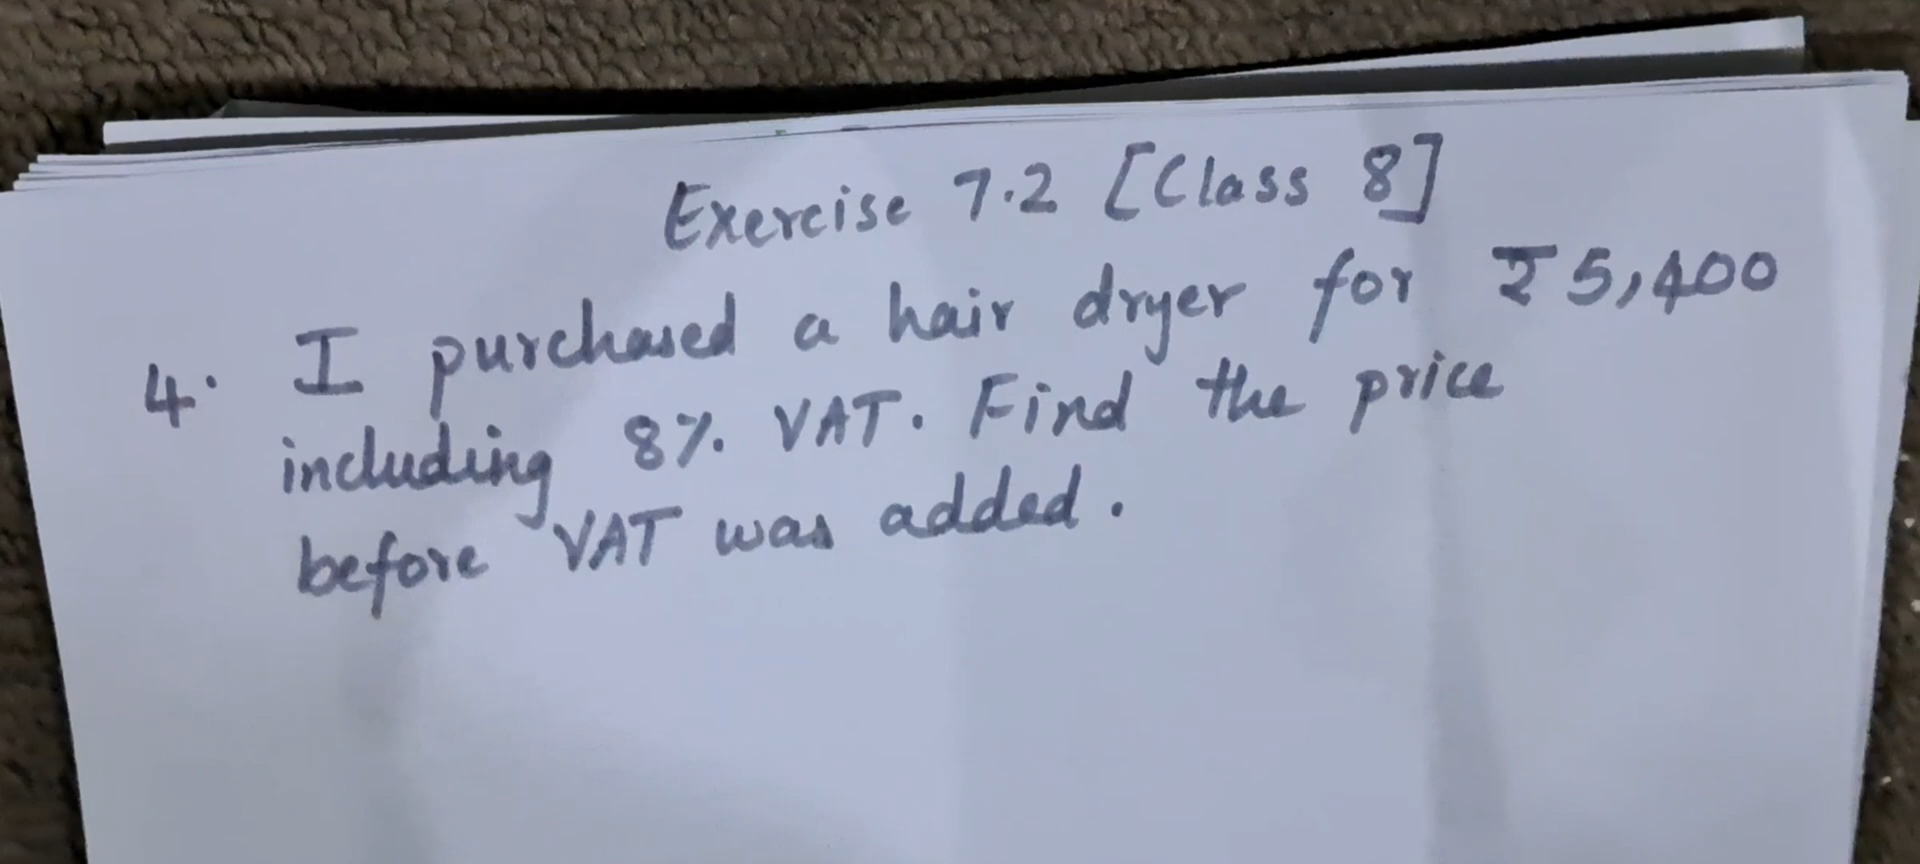 Exercise 7.2 [Class 8]
4. I purchased a hair dryer for ₹5,400
including 8% VAT. Find the price
before VAT was added.